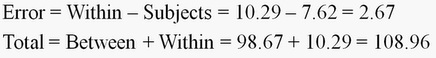 Error = Within – Subjects = 10.29 – 7.62 = 2.67
Total = Between + Within = 98.67 + 10.29 = 108.96